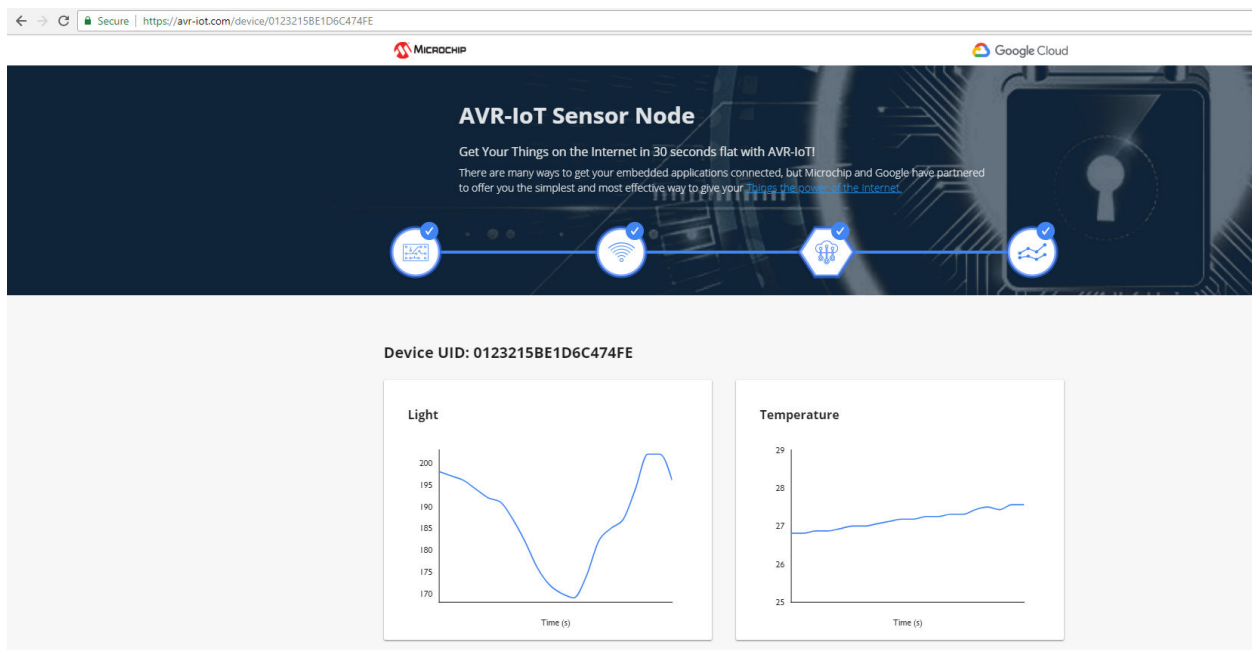 Secure | https://avr-iot.com/device/0123215BE1D6C474FE
MICROCHIP
Google Cloud
AVR-IoT Sensor Node
Get Your Things on the Internet in 30 seconds flat with AVR-IoT!
There are many ways to get your embedded applications connected, but Microchip and Google have partnered
to offer you the simplest and most effective way to give your Things the power of the Internet.
Device UID: 0123215BE1D6C474FE
Light
200
195
190
185
180
175
170
Time (s)
Temperature
29
28
27
26
25
Time (s)